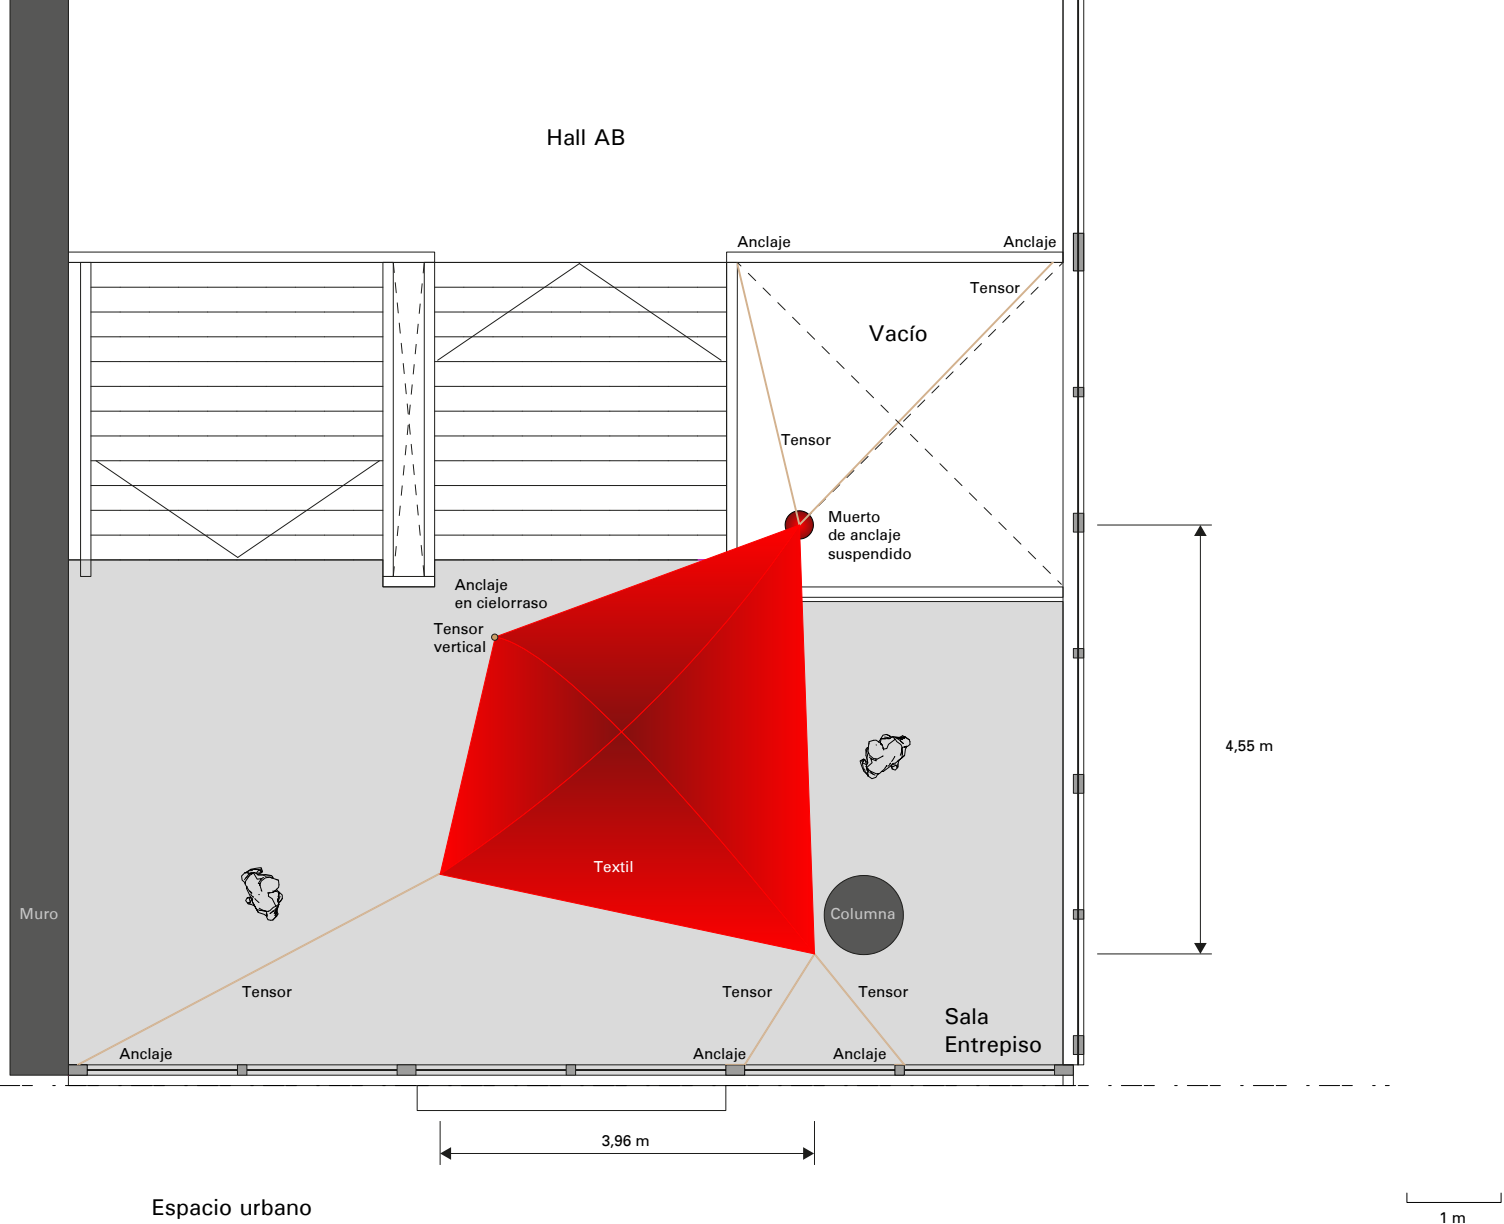 Hall AB
Anclaje
Anclaje
Tensor
Vacío
Tensor
Muerto
de anclaje
suspendido
Anclaje
en cielorraso
Tensor
vertical
4,55 m
Textil
Muro
Columna
Tensor
Tensor
Tensor
Sala
Entrepiso
Anclaje
Anclaje
Anclaje
3,96 m
Espacio urbano
1 m